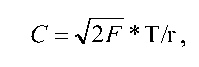 C = √2F * T/r ,